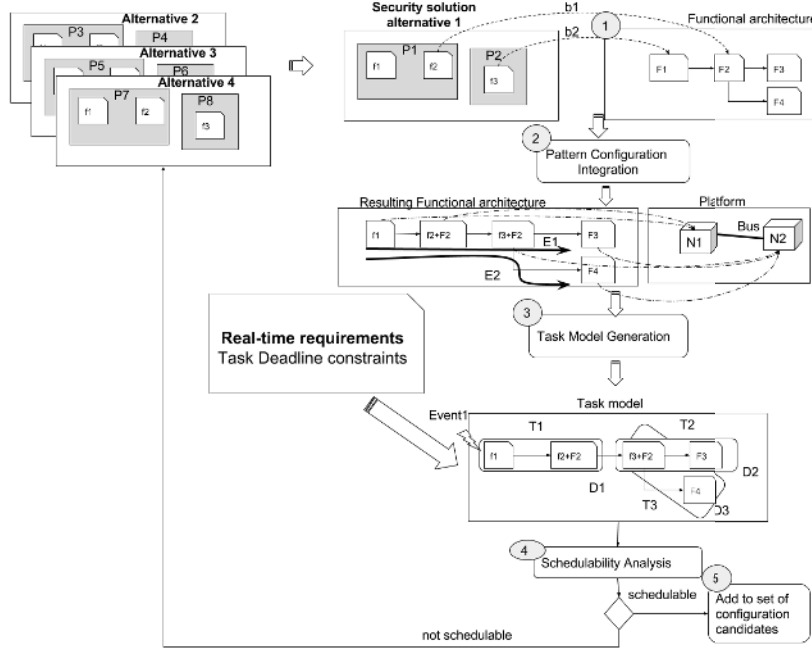 Alternative 2
P3
P4
Alternative 3
P5
P6
Alternative 4
P7
P8
f1
f2
f3
Security solution
alternative 1
P1
P2
f1
f2
f3
b1
b2
1
Functional architecture
F1
F2
F3
F4
2
Pattern Configuration
Integration
Resulting Functional architecture
f1
f2+F2
f3+F2
F3
E1
E2
F4
Platform
N1
Bus
N2
3
Task Model Generation
Real-time requirements
Task Deadline constraints
Task model
Event1
T1
T2
f1
f2+F2
f3+F2
F3
D1
D2
T3
F4
D3
4
Schedulability Analysis
5
schedulable
Add to set of
configuration
candidates
not schedulable